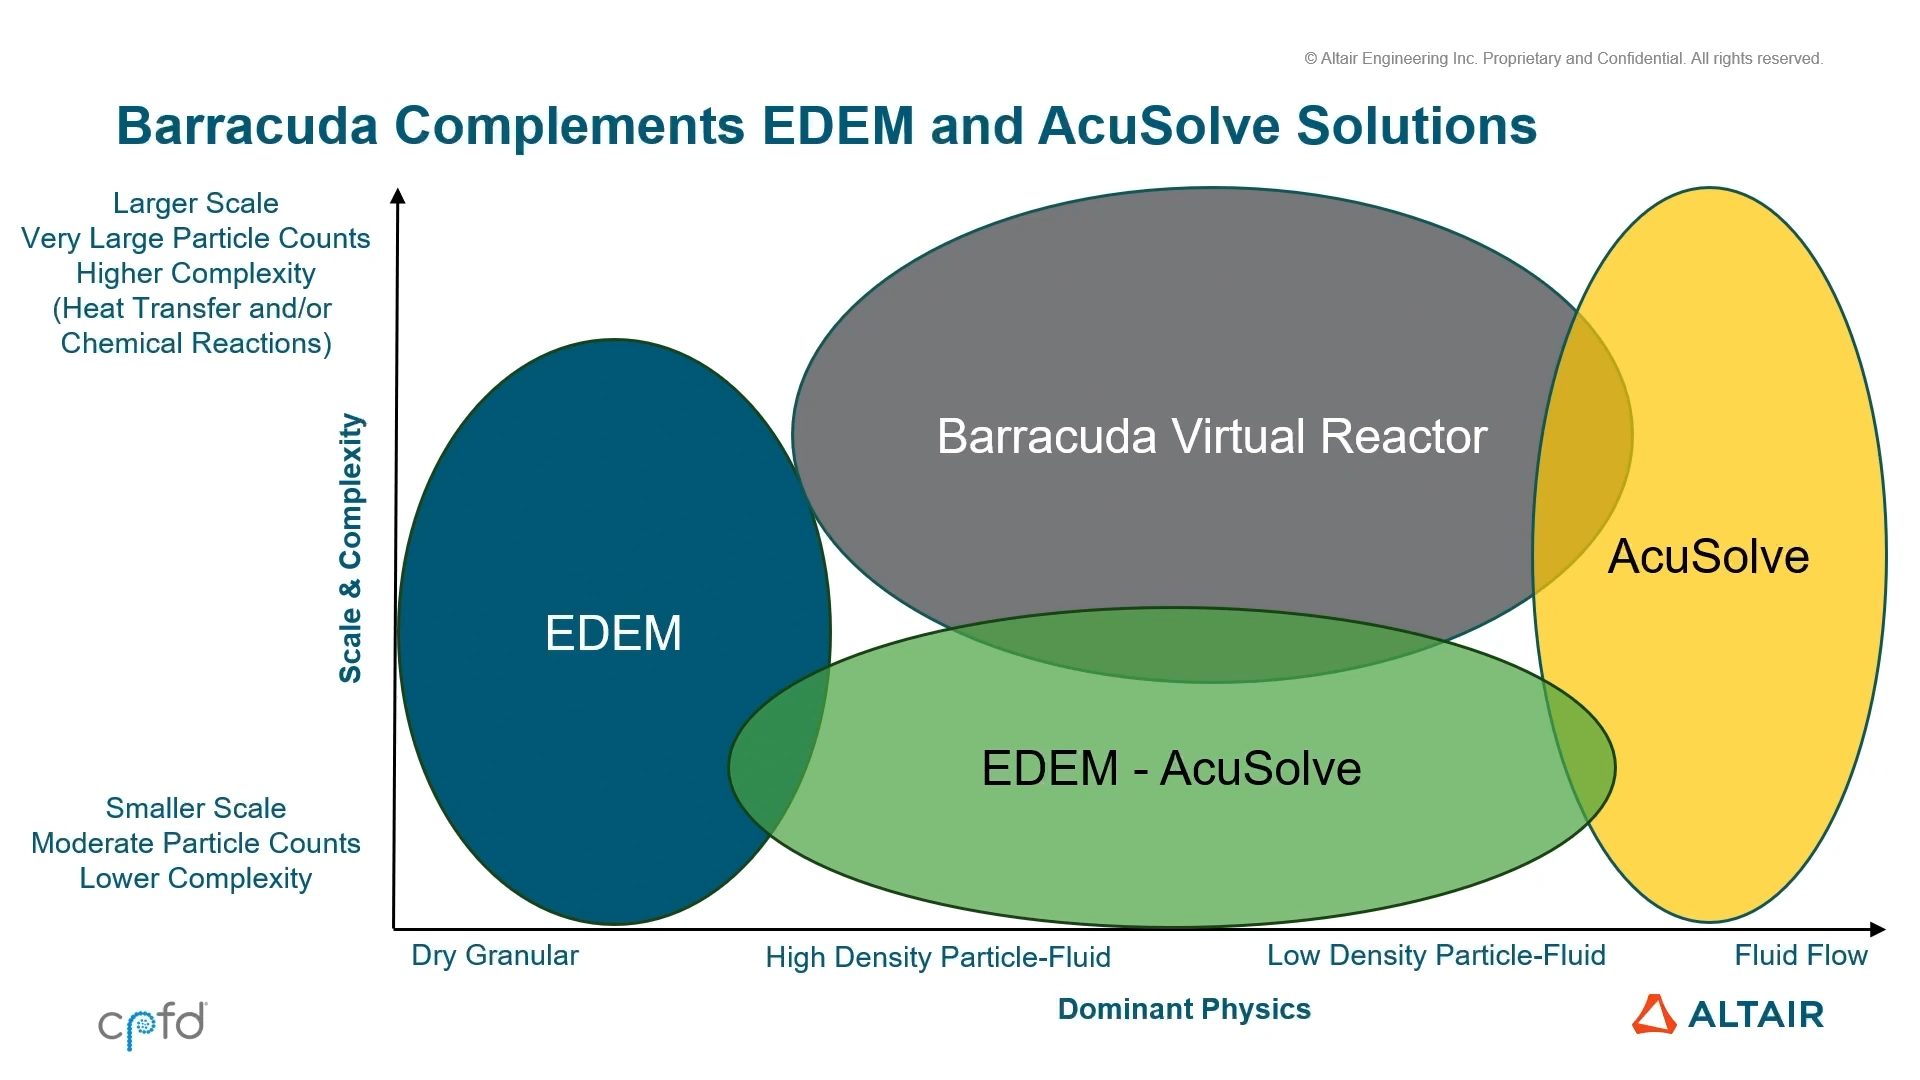 © Altair Engineering Inc. Proprietary and Confidential. All rights reserved.
Barracuda Complements EDEM and AcuSolve Solutions
Larger Scale
Very Large Particle Counts
Higher Complexity
(Heat Transfer and/or
Chemical Reactions)
Scale & Complexity
Smaller Scale
Moderate Particle Counts
Lower Complexity
EDEM
Barracuda Virtual Reactor
AcuSolve
EDEM - AcuSolve
Dry Granular
High Density Particle-Fluid
Low Density Particle-Fluid
Fluid Flow
Dominant Physics
cpfd
ALTAIR